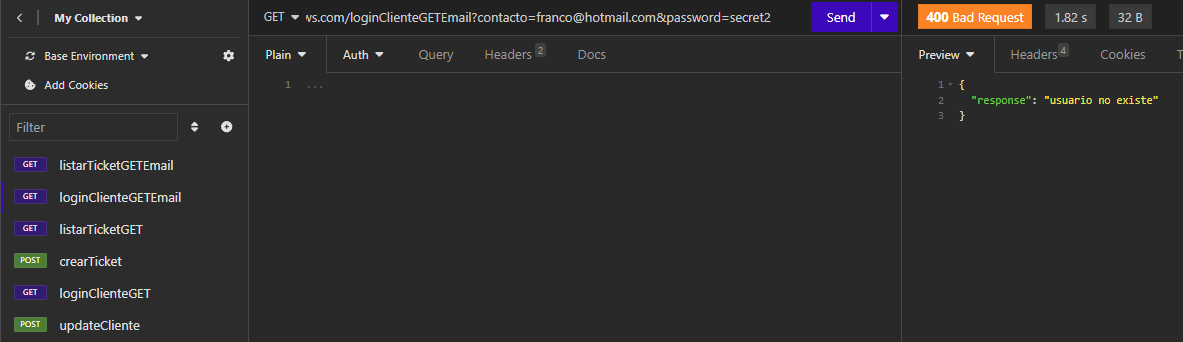 My Collection
Base Environment
Add Cookies
Filter
GET listarTicketGETEmail
GET loginClienteGETEmail
GET listarTicketGET
POST crearTicket
GET loginClienteGET
POST updateCliente
GET vs.com/loginClienteGETEmail?contacto=franco@hotmail.com&password=secret2 Send
Plain Auth Query Headers 2 Docs
1 ...
400 Bad Request 1.82 s 32 B
Preview Headers 4 Cookies T
1 {
2 "response": "usuario no existe"
3 }